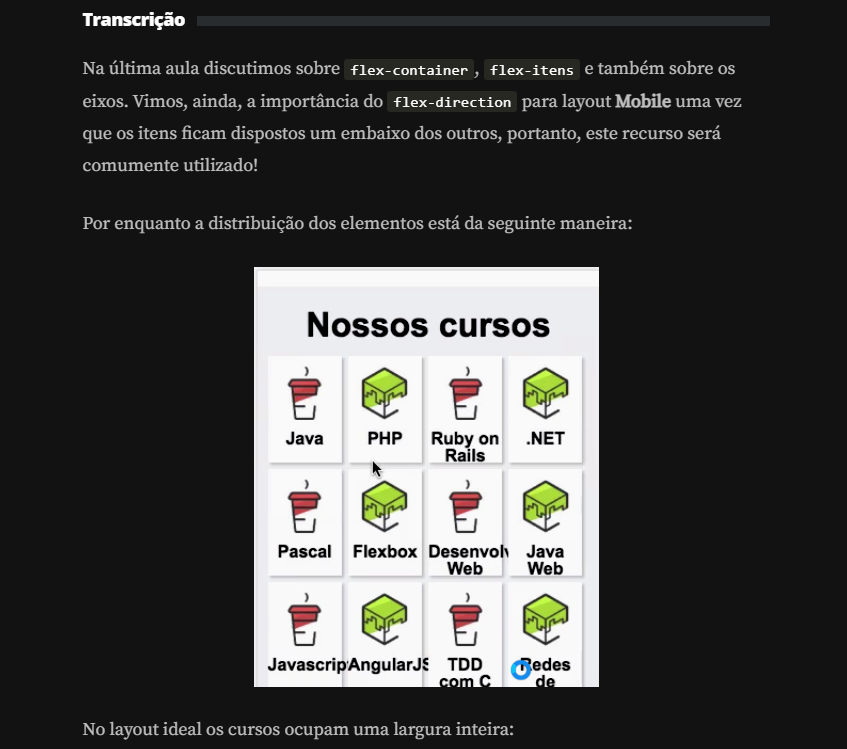 Transcrição
Na última aula discutimos sobre flex-container, flex-itens e também sobre os
eixos. Vimos, ainda, a importância do flex-direction para layout Mobile uma vez
que os itens ficam dispostos um embaixo dos outros, portanto, este recurso será
comumente utilizado!
Por enquanto a distribuição dos elementos está da seguinte maneira:
Nossos cursos
Java
PHP
Ruby on
Rails
.NET
Pascal
Flexbox
Desenvolv
Web
Java
Web
Javascrip
AngularJS
TDD
com C
Redes
de
No layout ideal os cursos ocupam uma largura inteira: